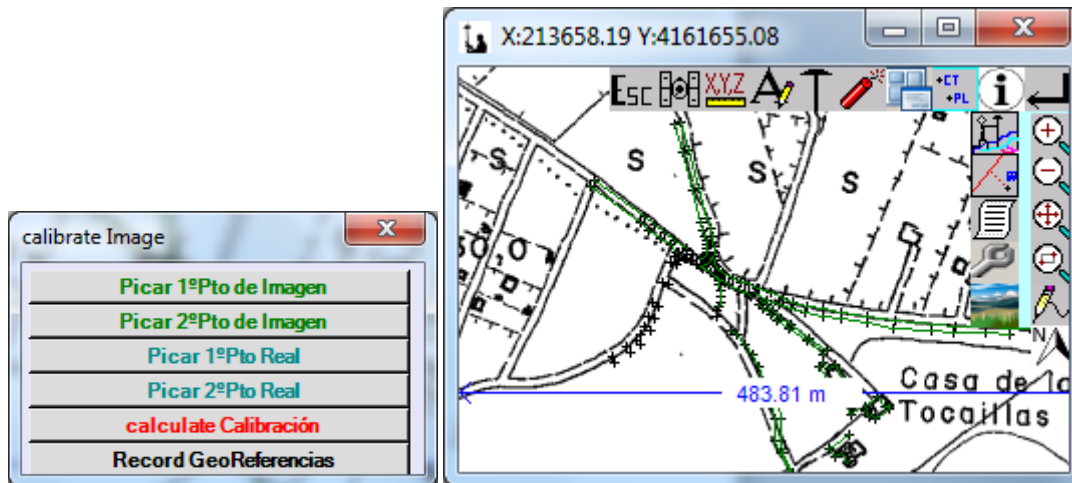 calibrate Image
Picar 1ºPto de Imagen
Picar 2ºPto de Imagen
Picar 1ºPto Real
Picar 2ºPto Real
calculate Calibración
Record GeoReferencias
X:213658.19 Y:4161655.08
Esc X,Y,Z A T +CT +PL i
S S S S
O,O
N
483.81 m
Casa de la
Tocaillas